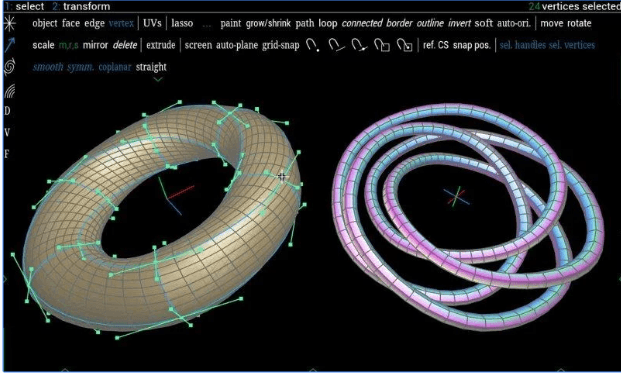 1: select 2: transform 24 vertices selected
object face edge vertex | UVs | lasso ... paint grow/shrink path loop connected border outline invert soft auto-ori. | move rotate
scale m,r,s mirror delete | extrude | screen auto-plane grid-snap | ref. CS snap pos. | sel. handles sel. vertices
smooth symm. coplanar straight
D
V
F